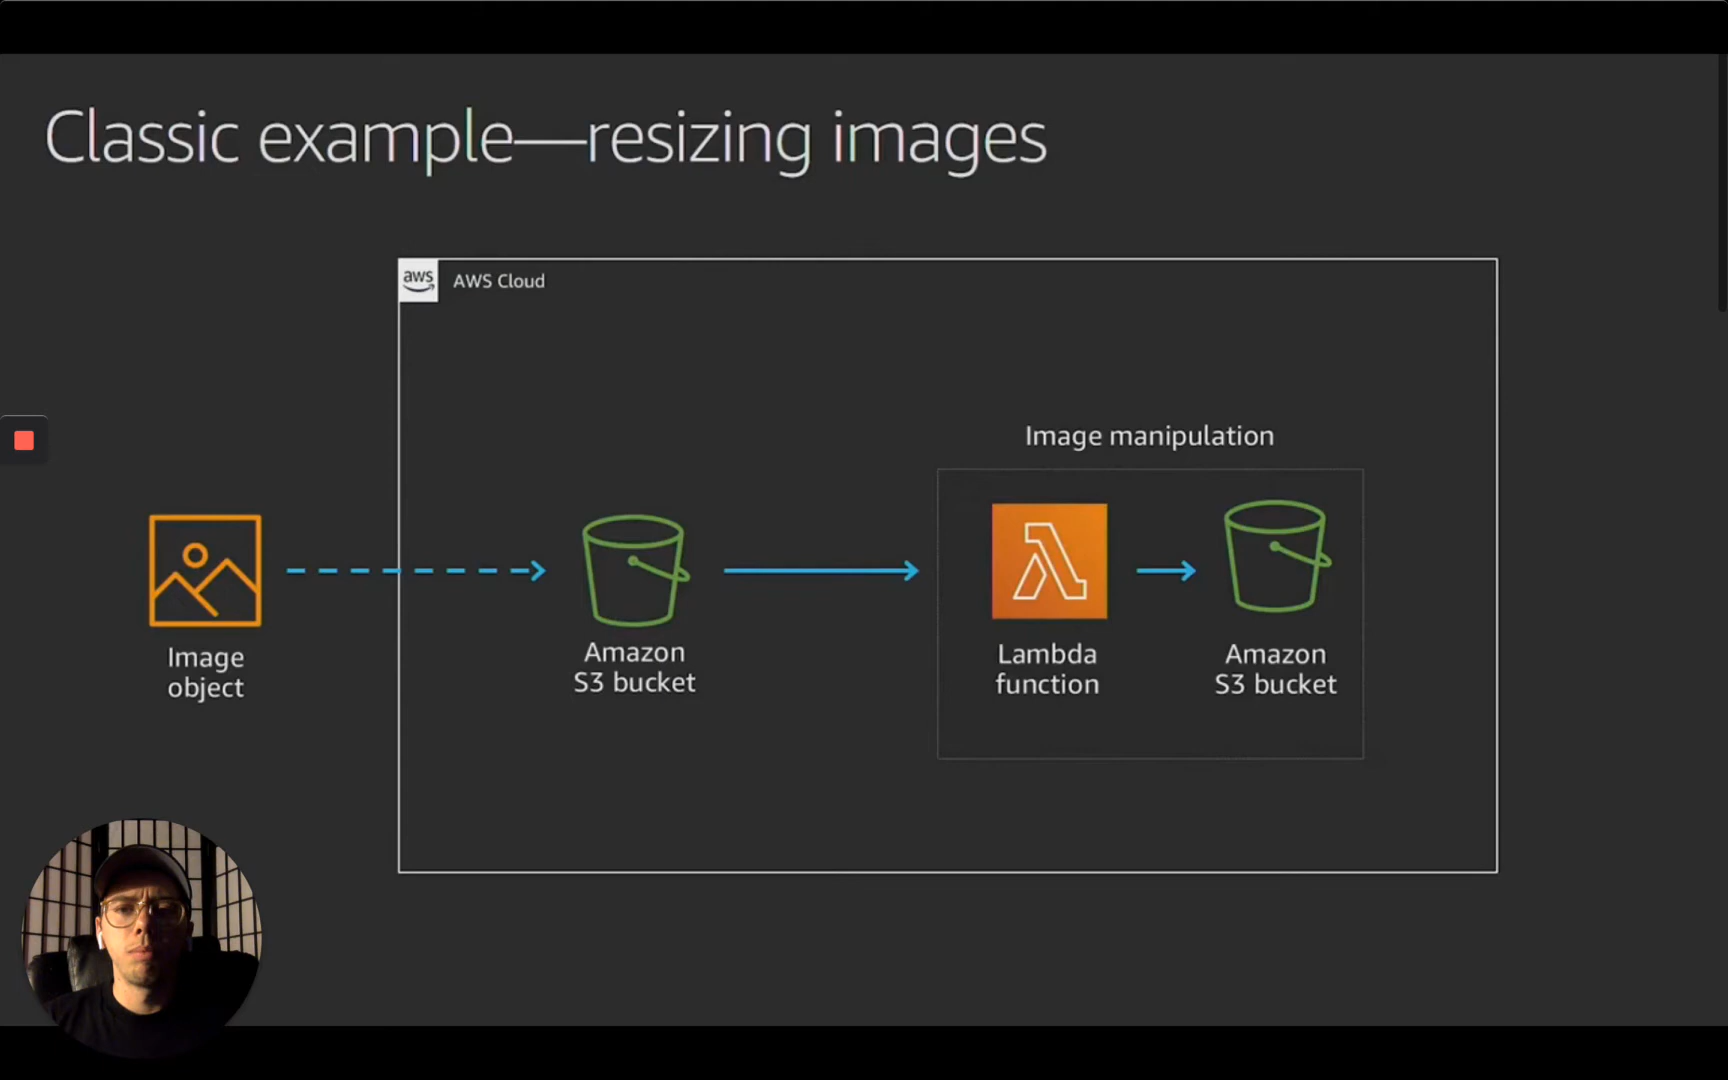 Classic example—resizing images
aws
AWS Cloud
Image manipulation
Image
object
Amazon
S3 bucket
Lambda
function
Amazon
S3 bucket